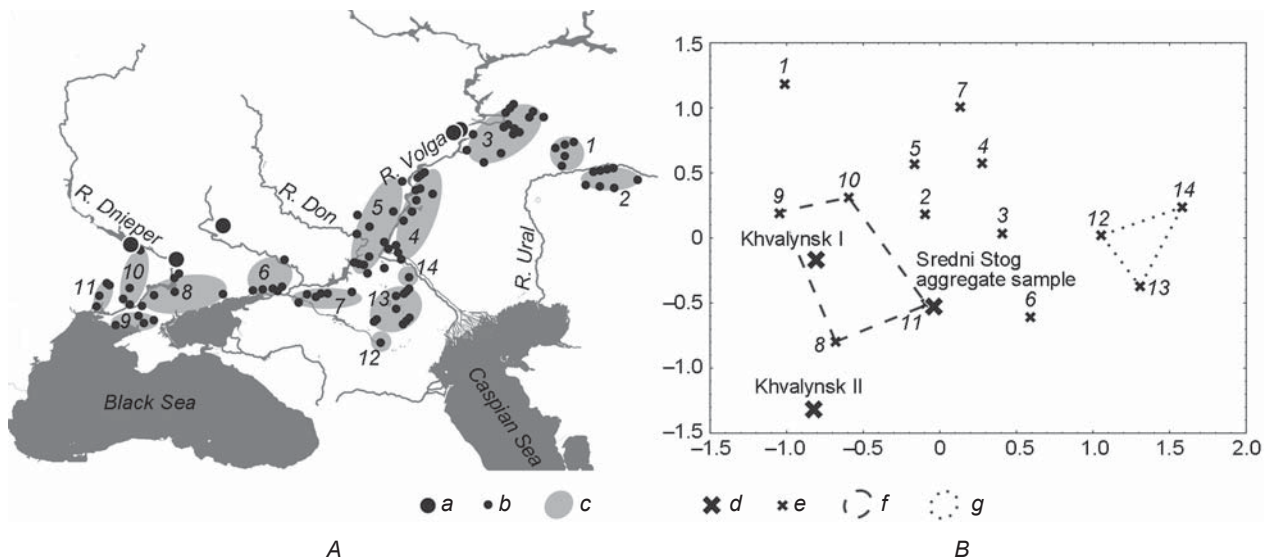 R. Dnieper
R. Don
R. Volga
R. Ural
Black Sea
Caspian Sea
1
2
3
4
5
6
7
8
9
10
11
12
13
14
1.5
1.0
0.5
0
–0.5
–1.0
–1.5
–1.5
–1.0
–0.5
0
0.5
1.0
1.5
2.0
1
7
5
4
2
3
9
10
Khvalynsk I
Sredni Stog
aggregate sample
11
8
6
Khvalynsk II
12
14
13
a
b
c
d
e
f
g
A
B